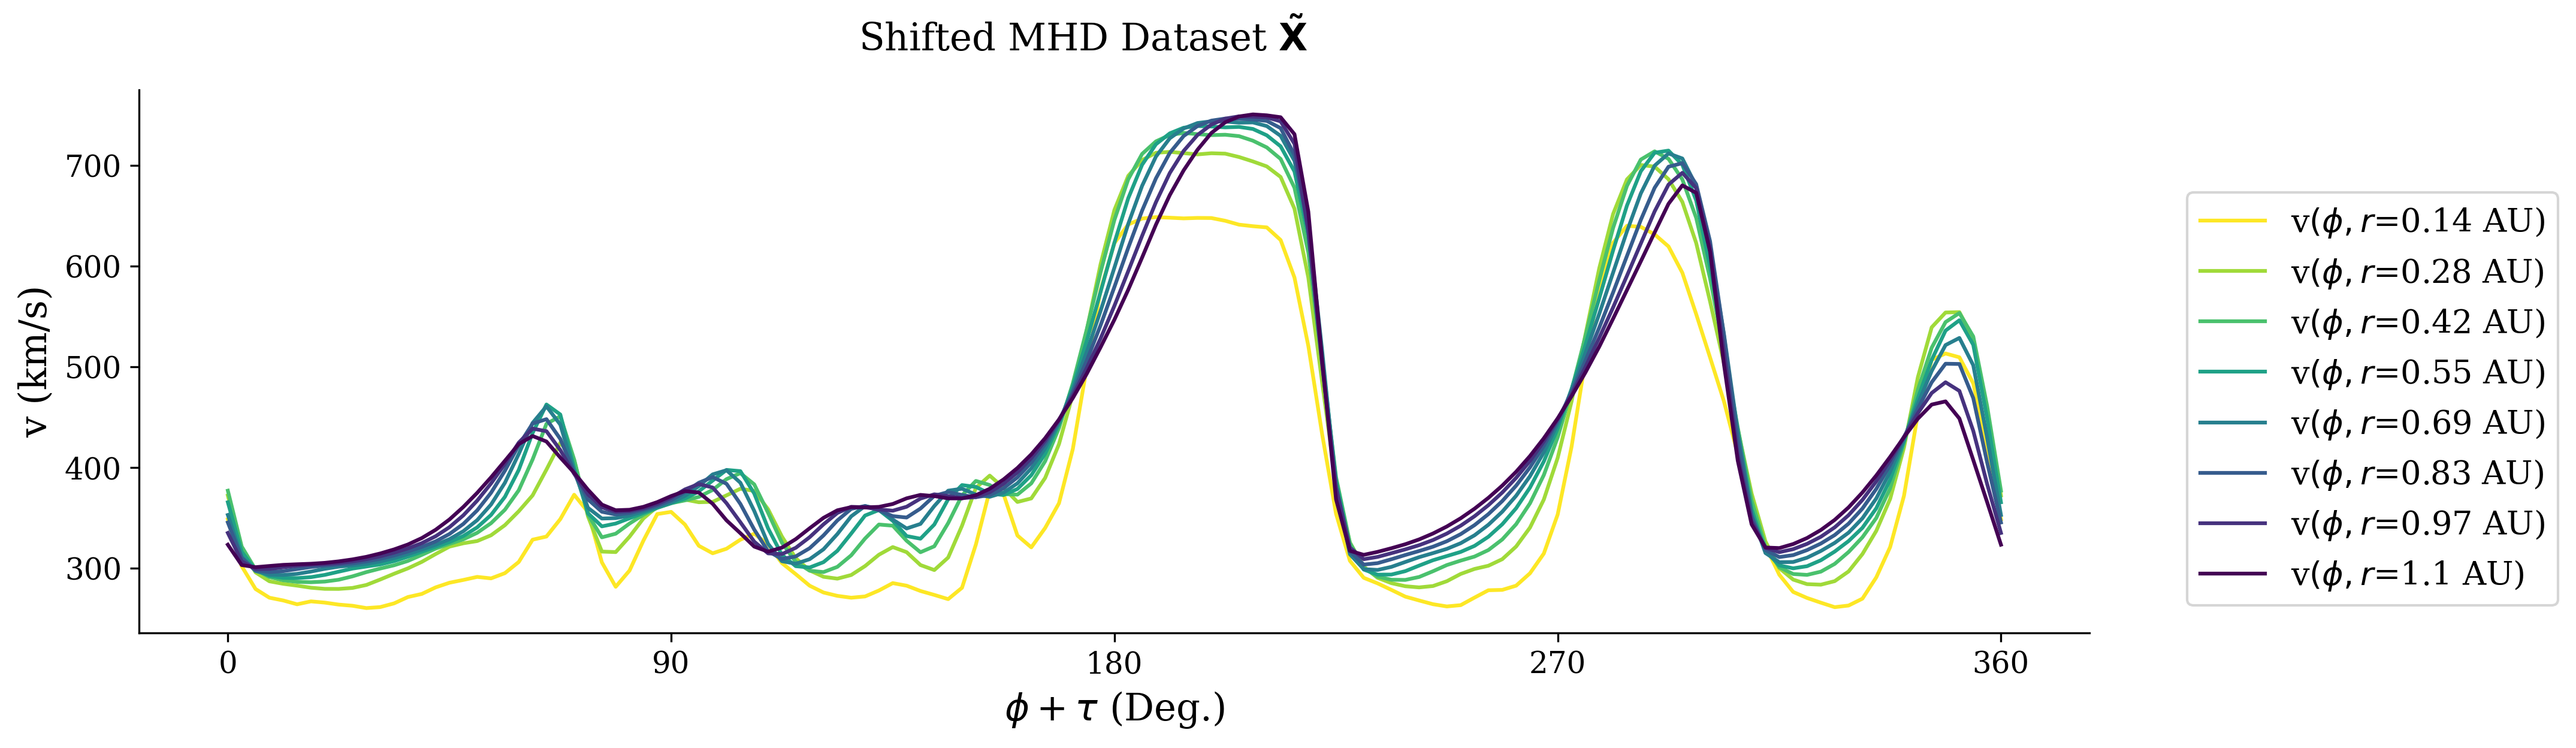 Shifted MHD Dataset X̃
v (km/s)
700
600
500
400
300
0 90 180 270 360
ϕ + τ (Deg.)
v(ϕ, r=0.14 AU)
v(ϕ, r=0.28 AU)
v(ϕ, r=0.42 AU)
v(ϕ, r=0.55 AU)
v(ϕ, r=0.69 AU)
v(ϕ, r=0.83 AU)
v(ϕ, r=0.97 AU)
v(ϕ, r=1.1 AU)